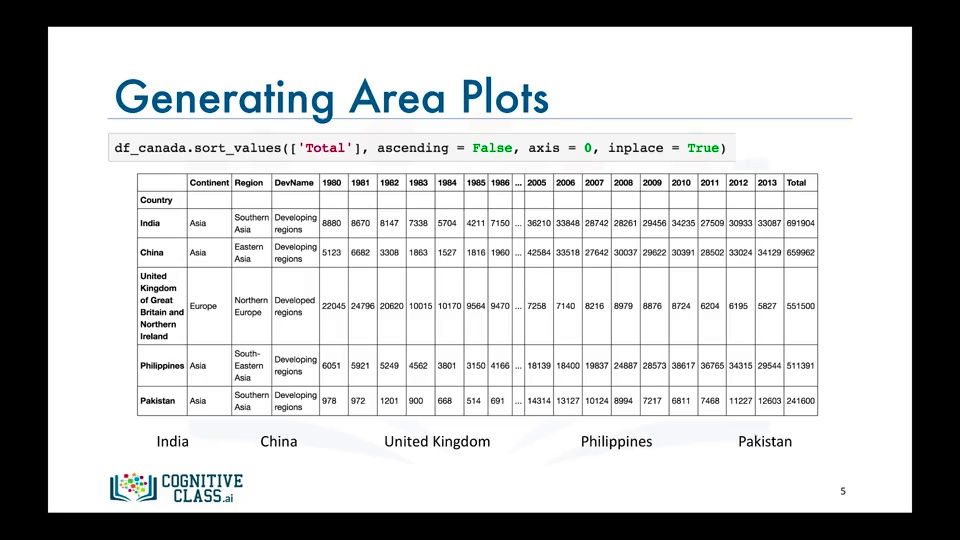 Generating Area Plots
df_canada.sort_values(['Total'], ascending = False, axis = 0, inplace = True)
Continent Region DevName 1980 1981 1982 1983 1984 1985 1986 ... 2005 2006 2007 2008 2009 2010 2011 2012 2013 Total
Country
India Asia Southern Asia Developing regions 8880 8670 8147 7338 5704 4211 7150 ... 36210 33848 28742 28261 29456 34235 27509 30933 33087 691904
China Asia Eastern Asia Developing regions 5123 6682 3308 1863 1527 1816 1960 ... 42584 33518 27642 30037 29622 30391 28502 33024 34129 659962
United Kingdom of Great Britain and Northern Ireland Europe Northern Europe Developed regions 22045 24796 20620 10015 10170 9564 9470 ... 7258 7140 8216 8979 8876 8724 6204 6195 5827 551500
Philippines Asia South-Eastern Asia Developing regions 6051 5921 5249 4562 3801 3150 4166 ... 18139 18400 19837 24887 28573 38617 36765 34315 29544 511391
Pakistan Asia Southern Asia Developing regions 978 972 1201 900 668 514 691 ... 14314 13127 10124 8994 7217 6811 7468 11227 12603 241600
India China United Kingdom Philippines Pakistan
COGNITIVE
CLASS.ai
5